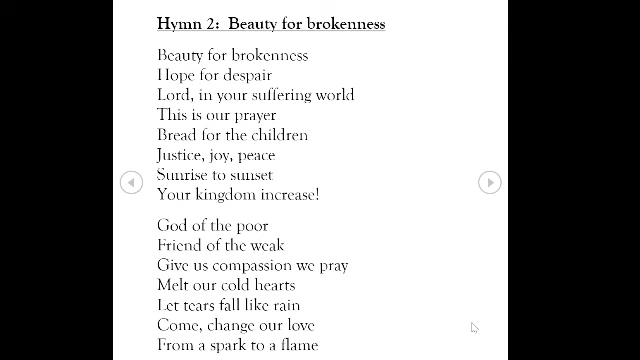 Hymn 2:  Beauty for brokenness
Beauty for brokenness
Hope for despair
Lord, in your suffering world
This is our prayer
Bread for the children
Justice, joy, peace
Sunrise to sunset
Your kingdom increase!
God of the poor
Friend of the weak
Give us compassion we pray
Melt our cold hearts
Let tears fall like rain
Come, change our love
From a spark to a flame